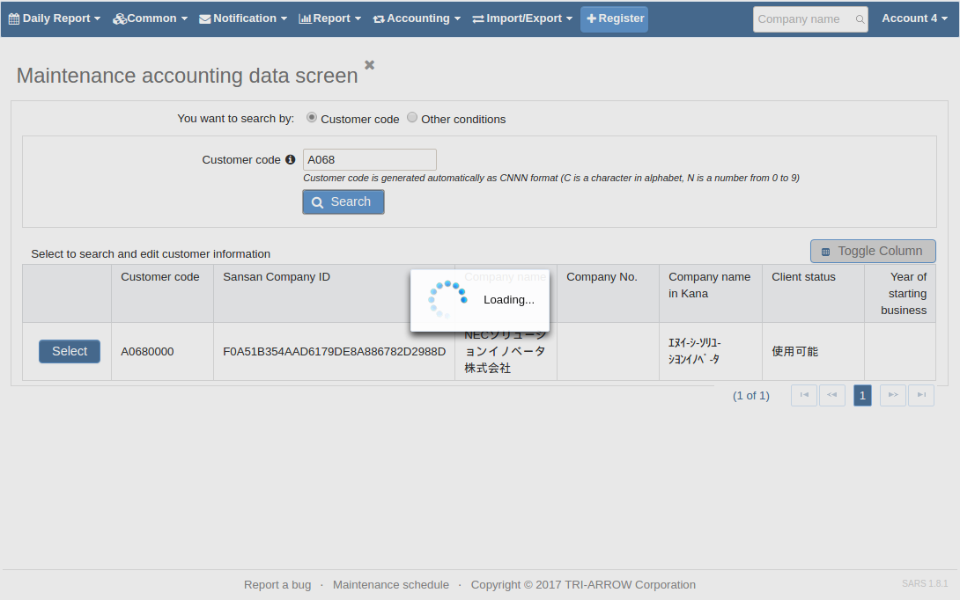 Daily Report Common Notification Report Accounting Import/Export Register Company name Account 4
Maintenance accounting data screen
You want to search by: Customer code Other conditions
Customer code A068
Customer code is generated automatically as CNNN format (C is a character in alphabet, N is a number from 0 to 9)
Search
Select to search and edit customer information
Toggle Column
Customer code Sansan Company ID Company name Company No. Company name in Kana Client status Year of starting business
Loading...
Select A0680000 F0A51B354AAD6179DE8A886782D2988D NECソリューションイノベータ株式会社 ｴﾇｲｰｼｰｿﾘﾕｰｼﾖﾝｲﾉﾍﾞｰﾀ 使用可能
(1 of 1) 1
Report a bug · Maintenance schedule · Copyright © 2017 TRI-ARROW Corporation
SARS 1.8.1